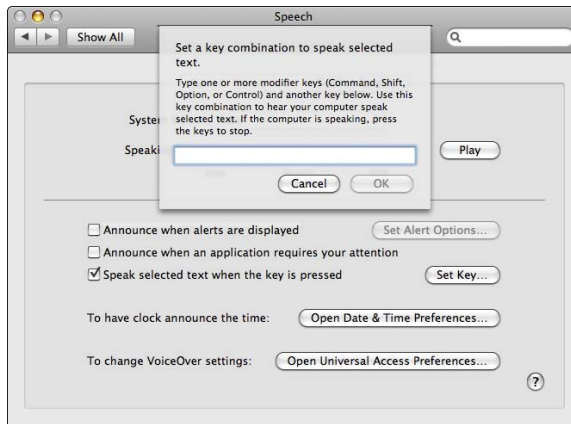 Speech
Show All
Set a key combination to speak selected
text.
Type one or more modifier keys (Command, Shift,
Option, or Control) and another key below. Use this
key combination to hear your computer speak
selected text. If the computer is speaking, press
the keys to stop.
Syster
Speaki
Play
Cancel
OK
Announce when alerts are displayed
Set Alert Options...
Announce when an application requires your attention
Speak selected text when the key is pressed
Set Key...
To have clock announce the time:
Open Date & Time Preferences...
To change VoiceOver settings:
Open Universal Access Preferences...
?